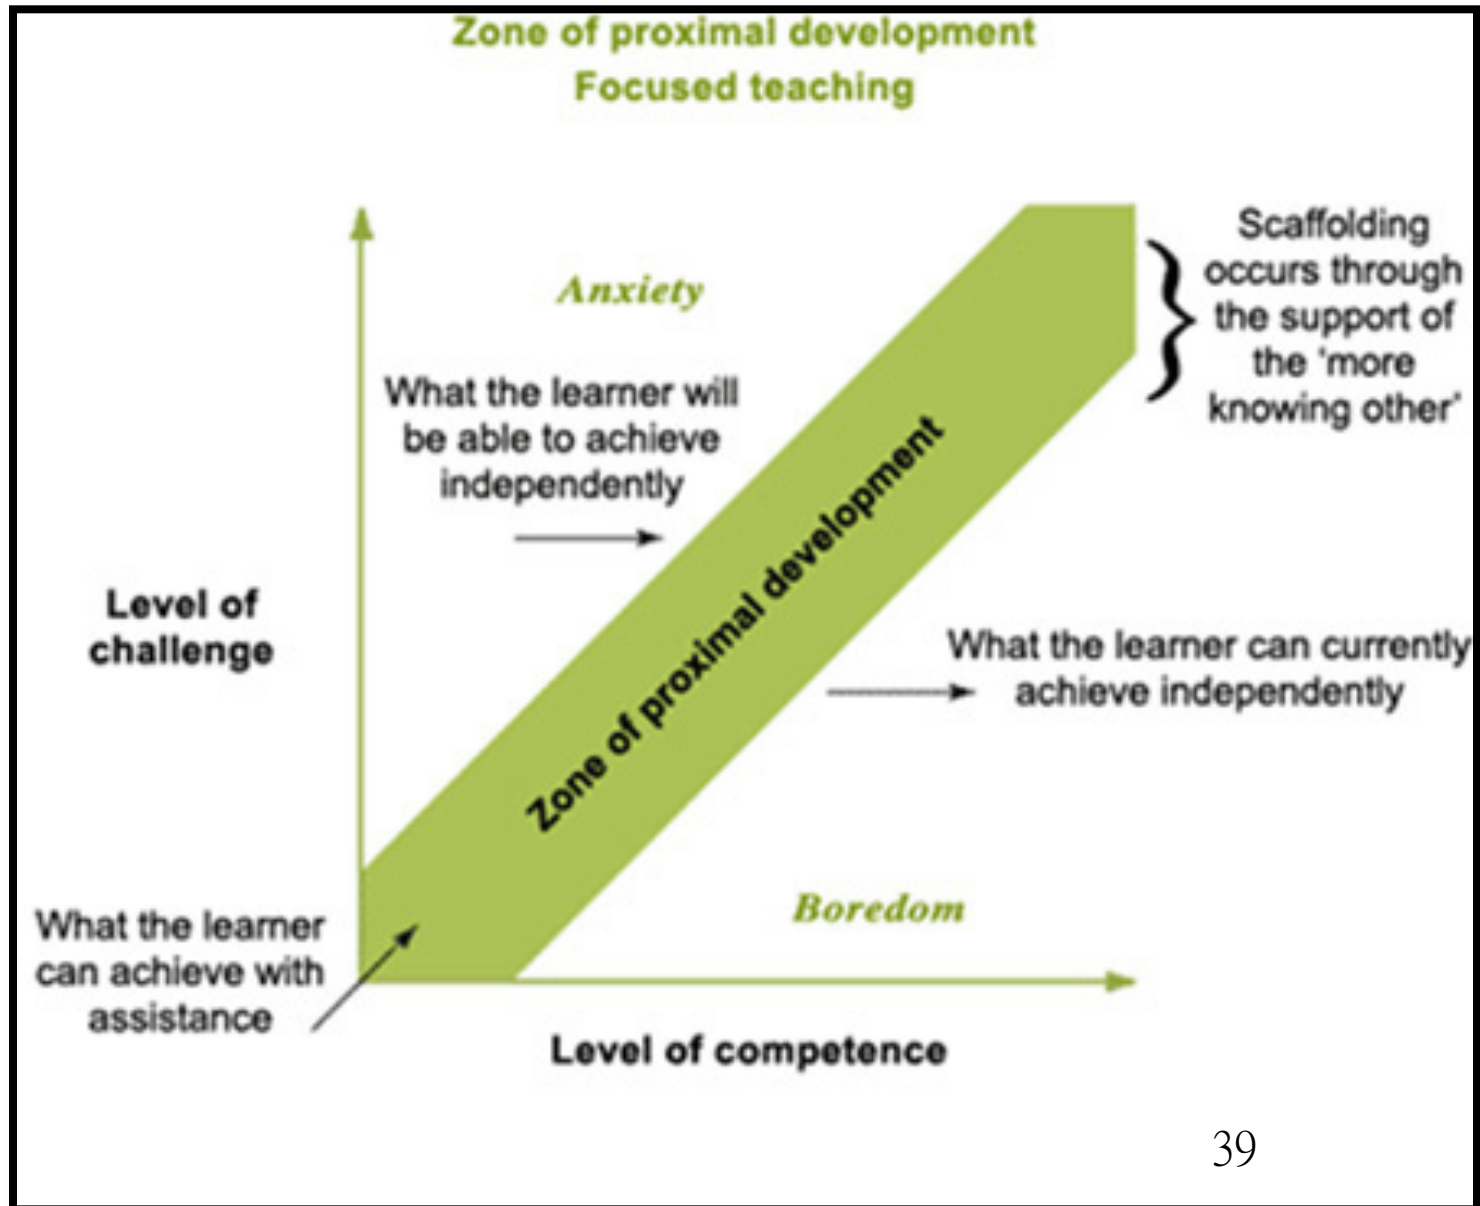 Zone of proximal development
Focused teaching
Anxiety
What the learner will
be able to achieve
independently
Scaffolding
occurs through
the support of
the ‘more
knowing other’
Level of
challenge
Zone of proximal development
What the learner can currently
achieve independently
Boredom
What the learner
can achieve with
assistance
Level of competence
39